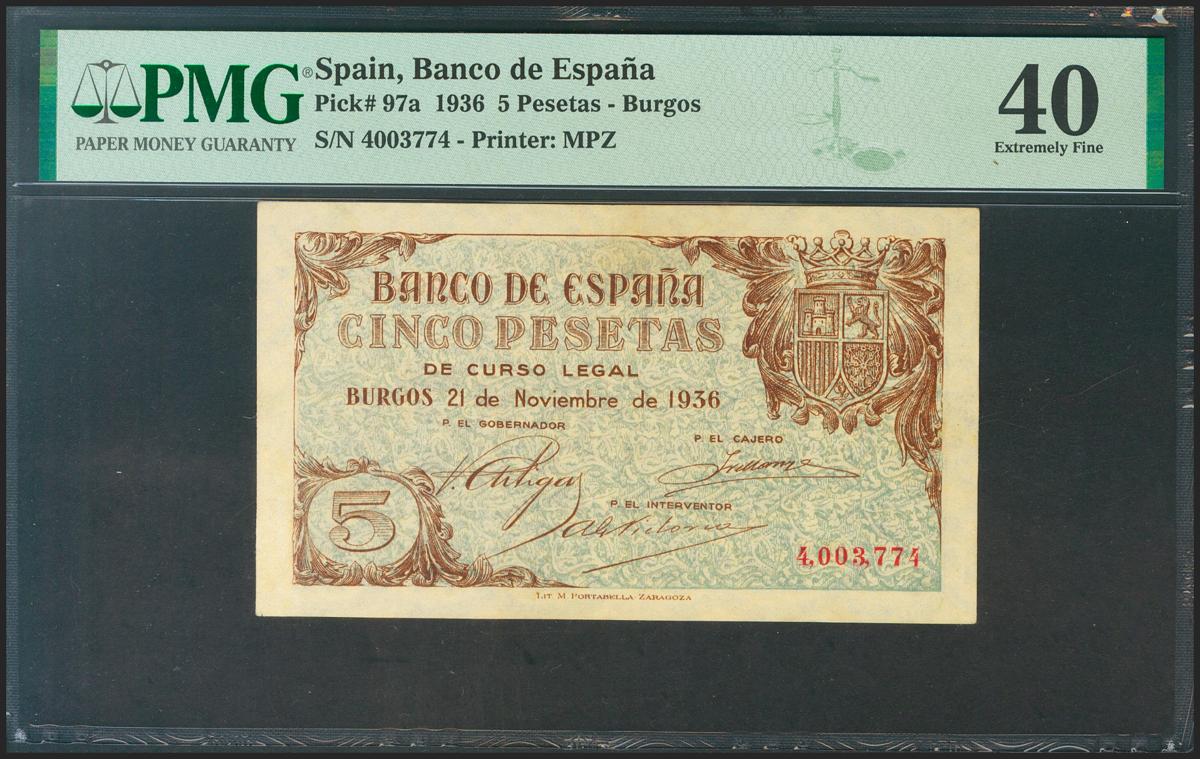 PMG®
PAPER MONEY GUARANTY
Spain, Banco de España
Pick# 97a 1936 5 Pesetas - Burgos
S/N 4003774 - Printer: MPZ
40
Extremely Fine
BANCO DE ESPAÑA
CINCO PESETAS
DE CURSO LEGAL
BURGOS 21 de Noviembre de 1936
P. EL GOBERNADOR
P. EL CAJERO
P. EL INTERVENTOR
5
4,003,774
LIT M PORTABELLA ZARAGOZA